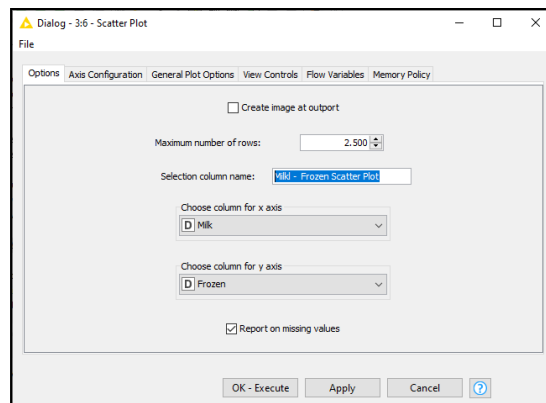 Dialog - 3:6 - Scatter Plot
File
Options Axis Configuration General Plot Options View Controls Flow Variables Memory Policy
Create image at outport
Maximum number of rows: 2.500
Selection column name: Milkl - Frozen Scatter Plot
Choose column for x axis
D Milk
Choose column for y axis
D Frozen
Report on missing values
OK - Execute Apply Cancel ?